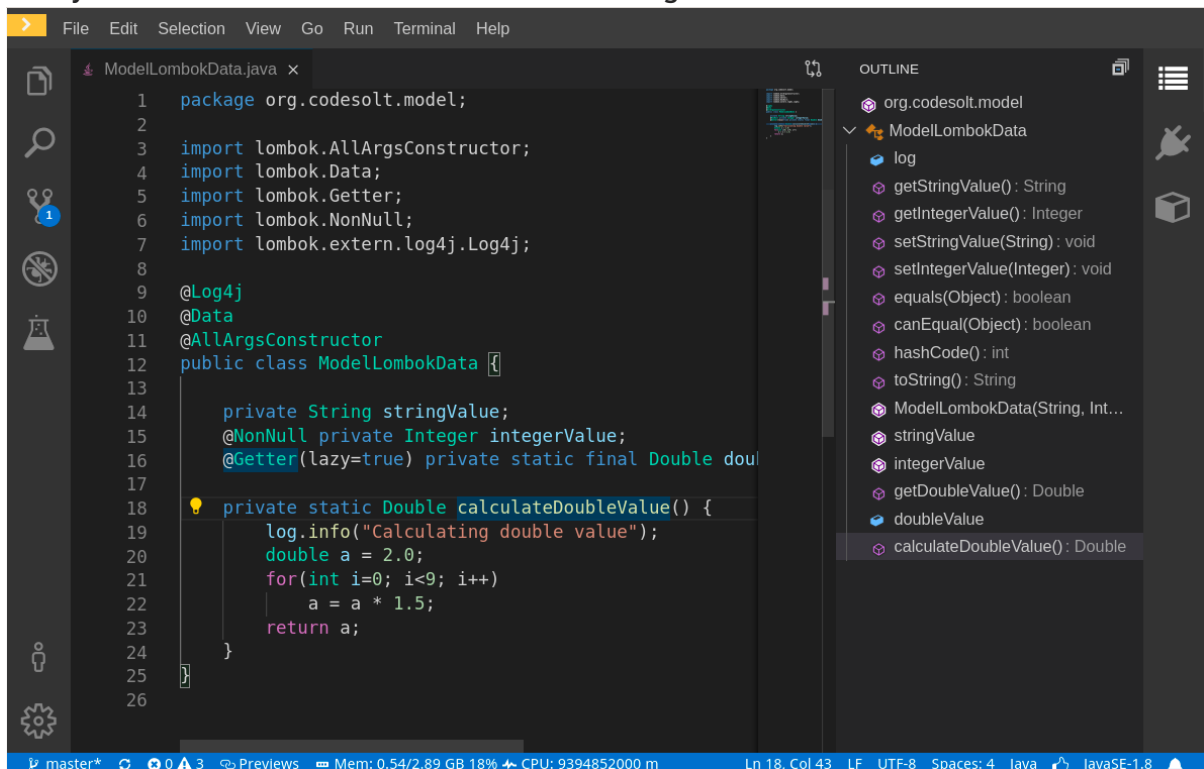 File Edit Selection View Go Run Terminal Help
ModelLombokData.java ×
1 package org.codesolt.model;
2
3 import lombok.AllArgsConstructor;
4 import lombok.Data;
5 import lombok.Getter;
6 import lombok.NonNull;
7 import lombok.extern.log4j.Log4j;
8
9 @Log4j
10 @Data
11 @AllArgsConstructor
12 public class ModelLombokData {
13
14 private String stringValue;
15 @NonNull private Integer integerValue;
16 @Getter(lazy=true) private static final Double doul
17
18 private static Double calculateDoubleValue() {
19 log.info("Calculating double value");
20 double a = 2.0;
21 for(int i=0; i<9; i++)
22 a = a * 1.5;
23 return a;
24 }
25 }
26
OUTLINE
org.codesolt.model
ModelLombokData
log
getStringValue() : String
getIntegerValue() : Integer
setStringValue(String) : void
setIntegerValue(Integer) : void
equals(Object) : boolean
canEqual(Object) : boolean
hashCode() : int
toString() : String
ModelLombokData(String, Int...
stringValue
integerValue
getDoubleValue() : Double
doubleValue
calculateDoubleValue() : Double
1
master* 0 3 Previews Mem: 0.54/2.89 GB 18% CPU: 9394852000 m Ln 18, Col 43 LF UTF-8 Spaces: 4 Java JavaSE-1.8